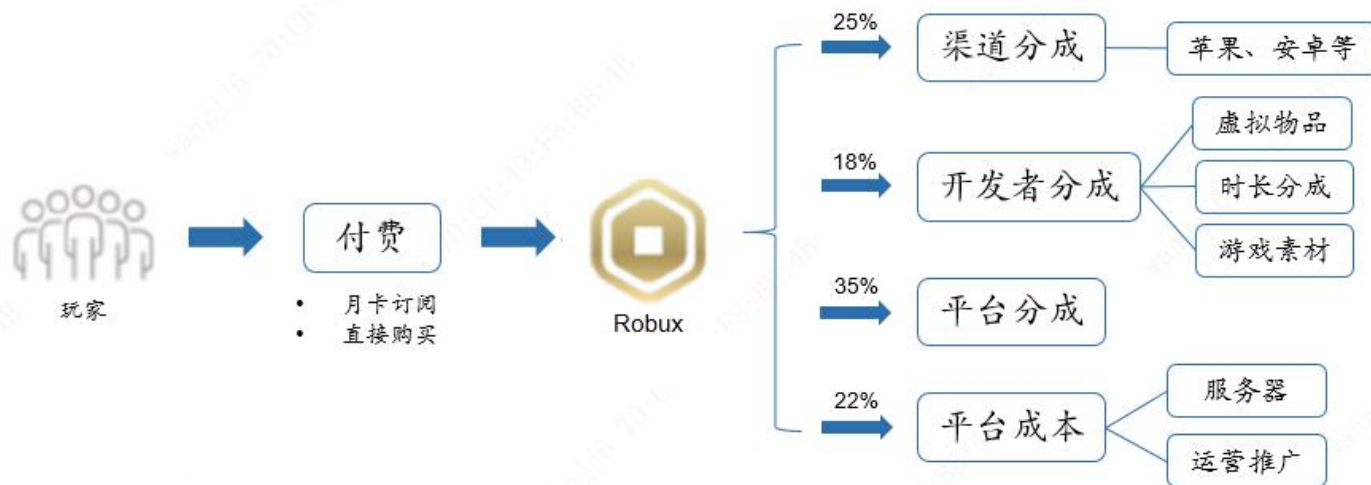 玩家
付费
• 月卡订阅
• 直接购买
Robux
25%
渠道分成
苹果、安卓等
18%
开发者分成
虚拟物品
时长分成
游戏素材
35%
平台分成
22%
平台成本
服务器
运营推广